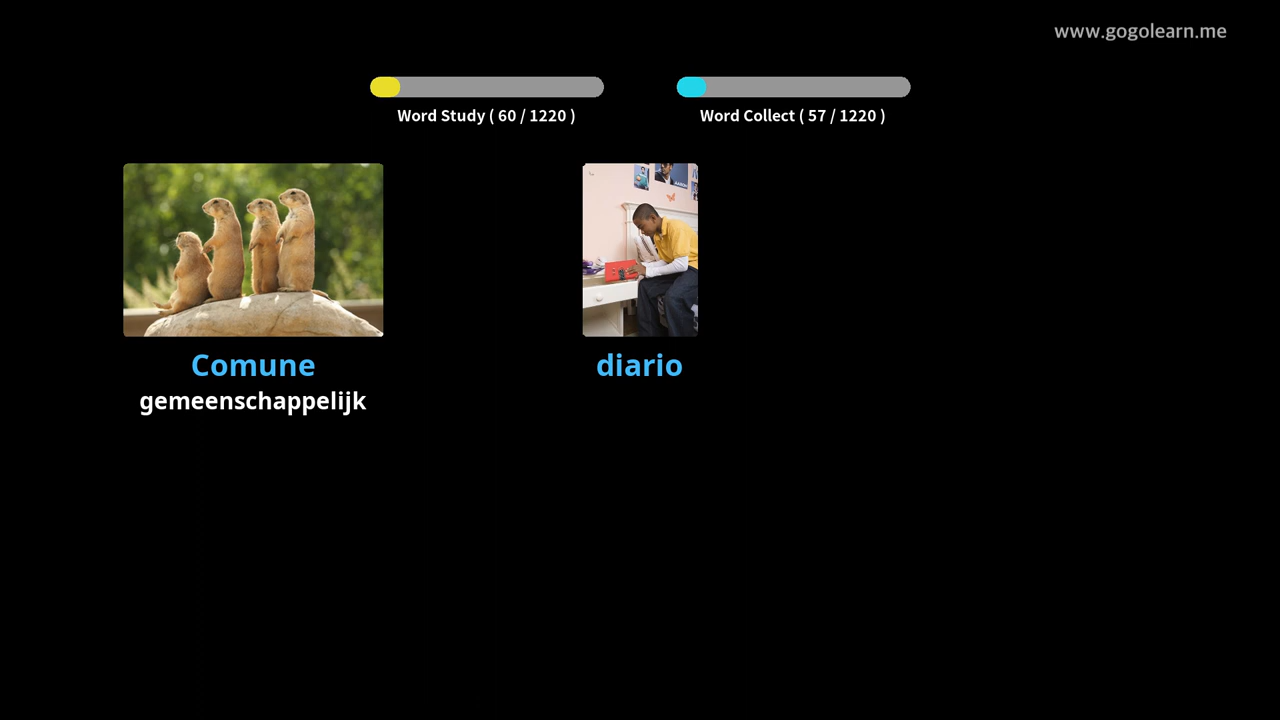 www.gogolearn.me
Word Study ( 60 / 1220 )
Word Collect ( 57 / 1220 )
Comune
diario
gemeenschappelijk